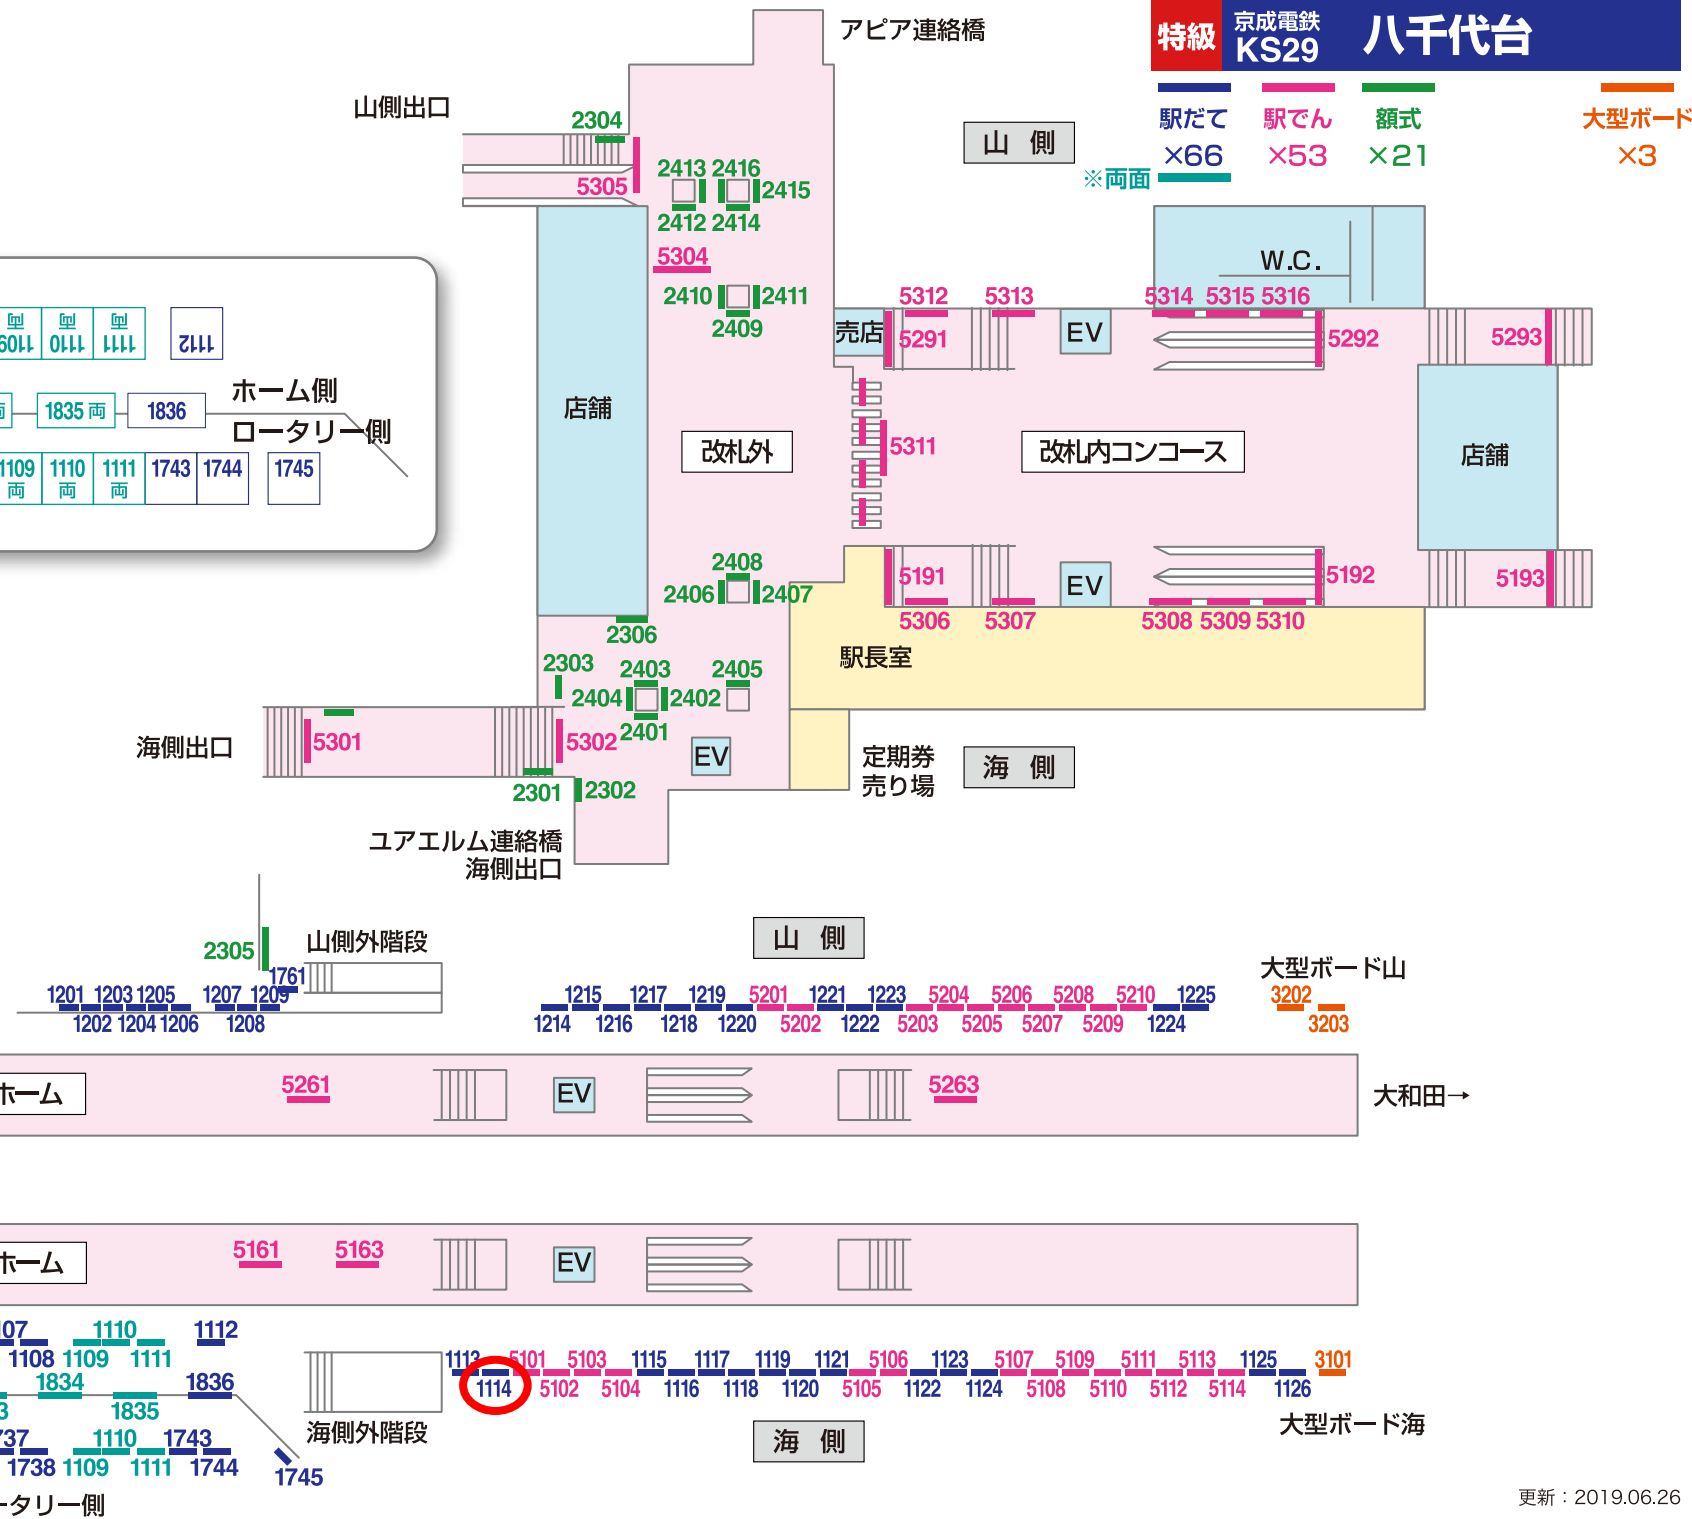 アピア連絡橋
特級
京成電鉄
KS29
八千代台
駅だて
×66
駅でん
×53
額式
×21
大型ボード
×3
※両面
山側出口
2304
5305
2413 2416
2415
2412 2414
5304
2410
2411
2409
山 側
W.C.
5312
5313
5314 5315 5316
売店
5291
EV
5292
5293
1110
1111
1112
1835 両
1836
ホーム側
ロータリー側
1109 両
1110 両
1111 両
1743
1744
1745
店舗
改札外
5311
改札内コンコース
店舗
2408
2406
2407
5191
EV
5192
5193
5306
5307
5308 5309 5310
2306
駅長室
2303
2403
2405
2404
2402
2401
海側出口
5301
5302
EV
定期券
売り場
海 側
2301
2302
ユアエルム連絡橋
海側出口
2305
山側外階段
山 側
大型ボード山
1761
1201 1203 1205 1207 1209
1202 1204 1206 1208
1215 1217 1219 5201 1221 1223 5204 5206 5208 5210 1225
1214 1216 1218 1220 5202 1222 5203 5205 5207 5209 1224
3202
3203
ホーム
5261
EV
5263
大和田→
ホーム
5161
5163
EV
1110
1112
1108 1109 1111
1834
1836
1835
1110
1743
1738 1109 1111 1744
1745
ータリー側
海側外階段
1113 5101 5103 1115 1117 1119 1121 5106 1123 5107 5109 5111 5113 1125 3101
1114 5102 5104 1116 1118 1120 5105 1122 1124 5108 5110 5112 5114 1126
海 側
大型ボード海
更新：2019.06.26